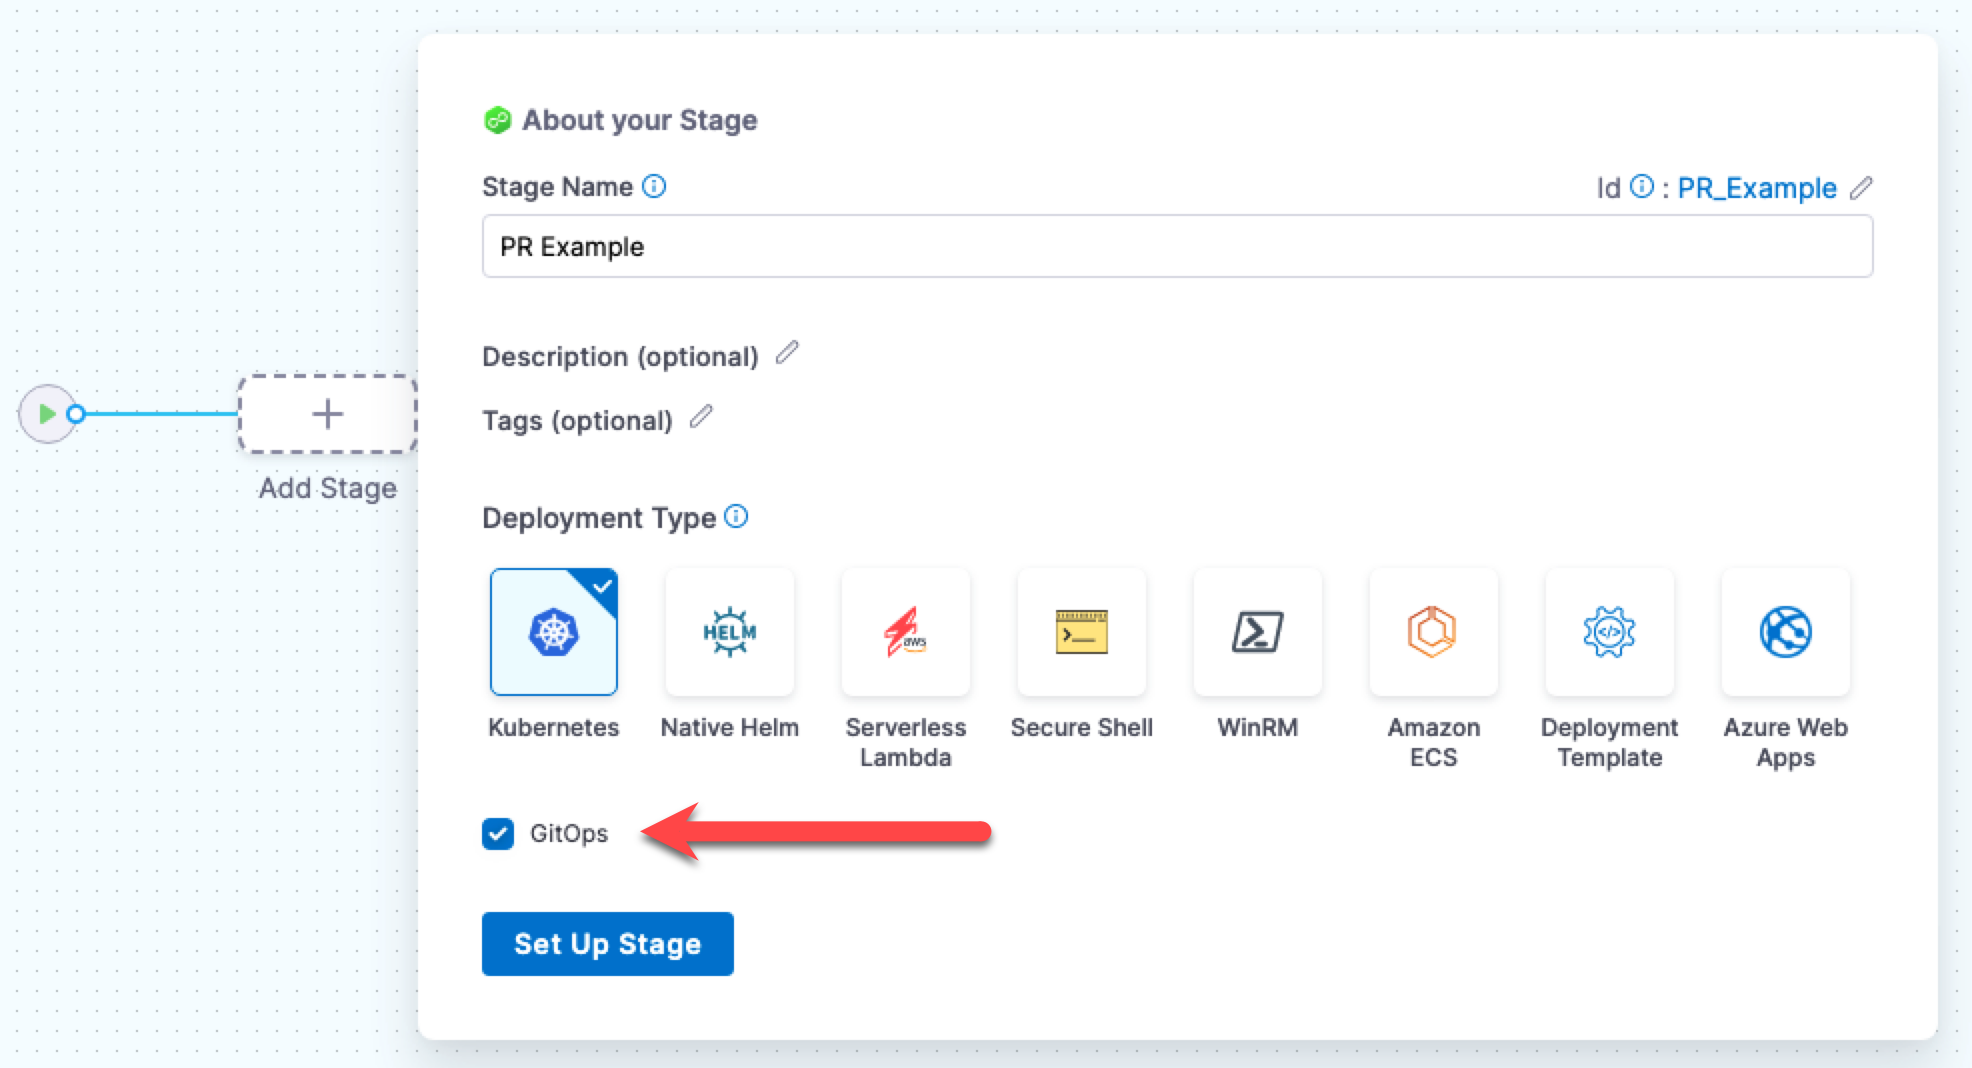 About your Stage
Stage Name
Id : PR_Example
PR Example
Description (optional)
Tags (optional)
Add Stage
Deployment Type
HELM
aws
Kubernetes
Native Helm
Serverless Lambda
Secure Shell
WinRM
Amazon ECS
Deployment Template
Azure Web Apps
GitOps
Set Up Stage